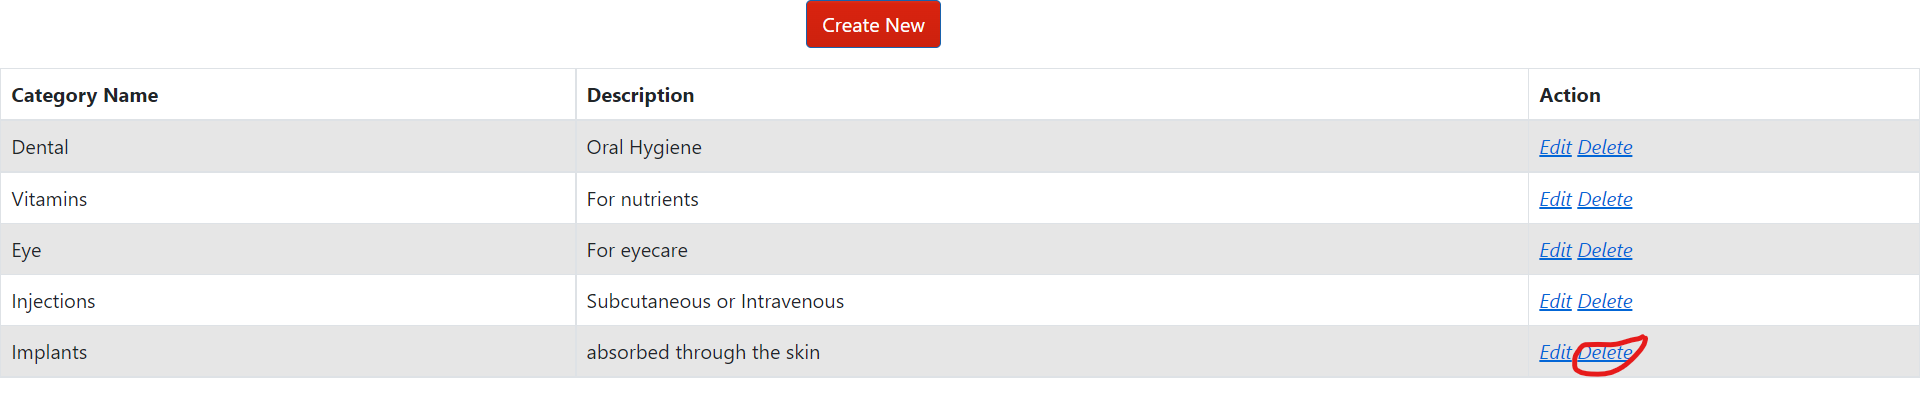 Create New
Category Name Description Action
Dental Oral Hygiene Edit Delete
Vitamins For nutrients Edit Delete
Eye For eyecare Edit Delete
Injections Subcutaneous or Intravenous Edit Delete
Implants absorbed through the skin Edit Delete